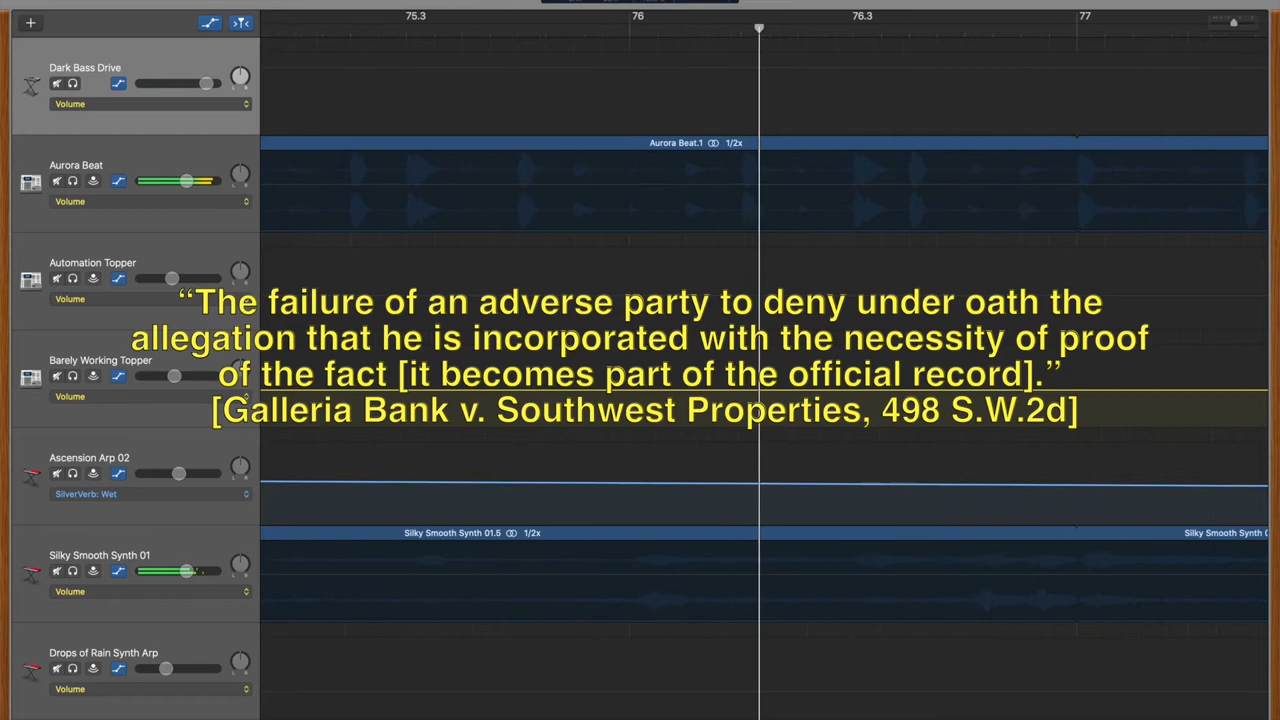 75.3
76
76.3
77
Dark Bass Drive
L R
Volume
Aurora Beat.1 1/2x
Aurora Beat
L R
Volume
Automation Topper
L R
Volume
“The failure of an adverse party to deny under oath the
allegation that he is incorporated with the necessity of proof
of the fact [it becomes part of the official record].”
[Galleria Bank v. Southwest Properties, 498 S.W.2d]
Barely Working Topper
L R
Volume
Ascension Arp 02
L R
SilverVerb: Wet
Silky Smooth Synth 01.5 1/2x
Silky Smooth Synth 0
Silky Smooth Synth 01
L R
Volume
Drops of Rain Synth Arp
L R
Volume